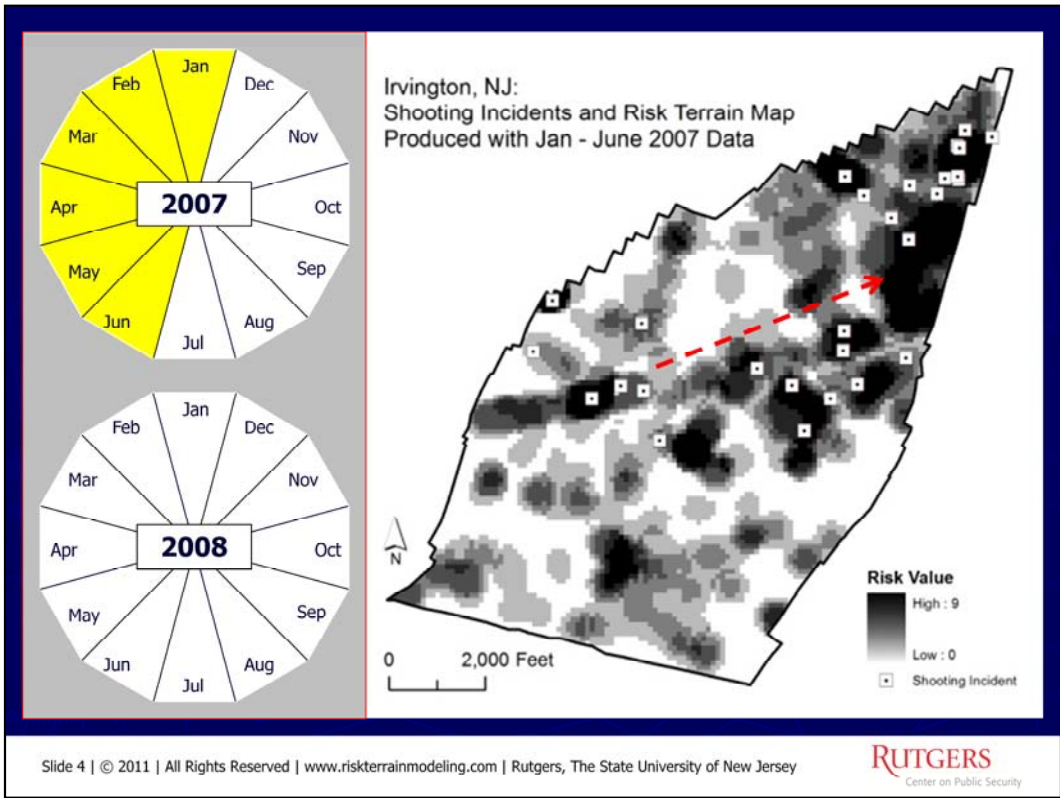 Jan
Feb
Dec
Mar
Nov
Apr
2007
Oct
May
Sep
Jun
Aug
Jul
Jan
Feb
Dec
Mar
Nov
Apr
2008
Oct
May
Sep
Jun
Aug
Jul
Irvington, NJ:
Shooting Incidents and Risk Terrain Map
Produced with Jan - June 2007 Data
N
0 2,000 Feet
Risk Value
High : 9
Low : 0
Shooting Incident
Slide 4 | © 2011 | All Rights Reserved | www.riskterrainmodeling.com | Rutgers, The State University of New Jersey
RUTGERS
Center on Public Security